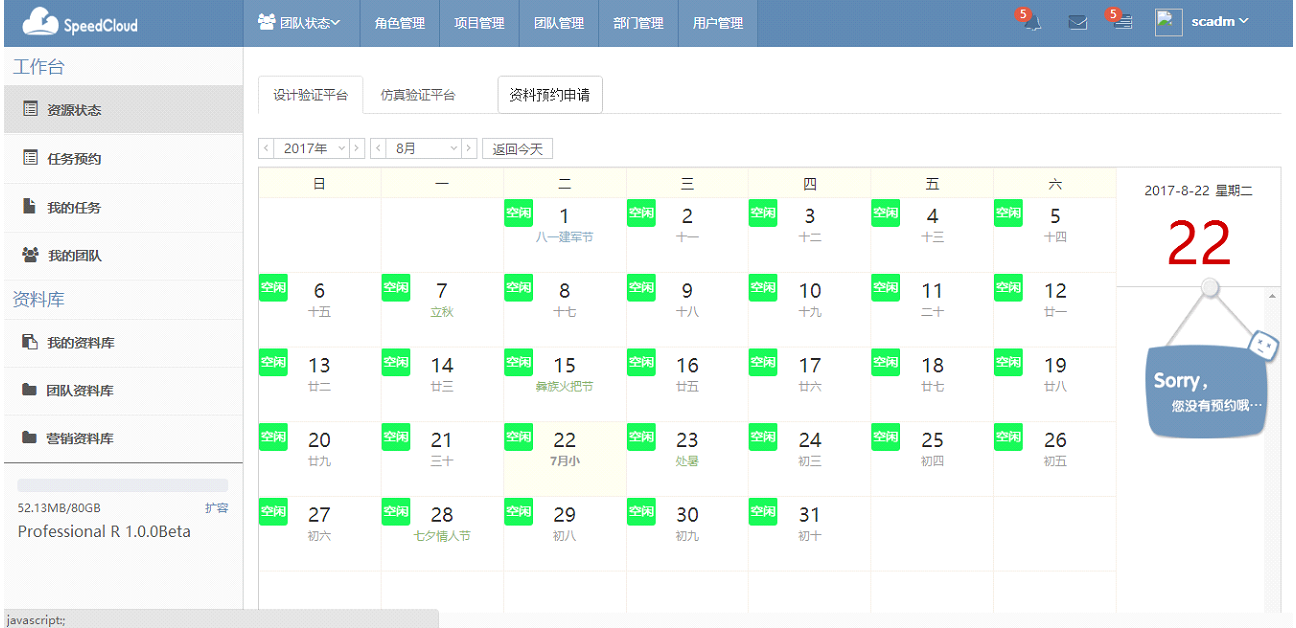 SpeedCloud 团队状态 角色管理 项目管理 团队管理 部门管理 用户管理 5 5 scadm
工作台
资源状态
任务预约
我的任务
我的团队
资料库
我的资料库
团队资料库
营销资料库
52.13MB/80GB 扩容
Professional R 1.0.0Beta
javascript:;
设计验证平台 仿真验证平台 资料预约申请
2017年 8月 返回今天
日 一 二 三 四 五 六
空闲 1 空闲 2 空闲 3 空闲 4 空闲 5
八一建军节 十一 十二 十三 十四
空闲 6 空闲 7 空闲 8 空闲 9 空闲 10 空闲 11 空闲 12
十五 立秋 十七 十八 十九 二十 廿一
空闲 13 空闲 14 空闲 15 空闲 16 空闲 17 空闲 18 空闲 19
廿二 廿三 彝族火把节 廿五 廿六 廿七 廿八
空闲 20 空闲 21 空闲 22 空闲 23 空闲 24 空闲 25 空闲 26
廿九 三十 7月小 处暑 初三 初四 初五
空闲 27 空闲 28 空闲 29 空闲 30 空闲 31
初六 七夕情人节 初八 初九 初十
2017-8-22 星期二
22
Sorry，
您没有预约哦…